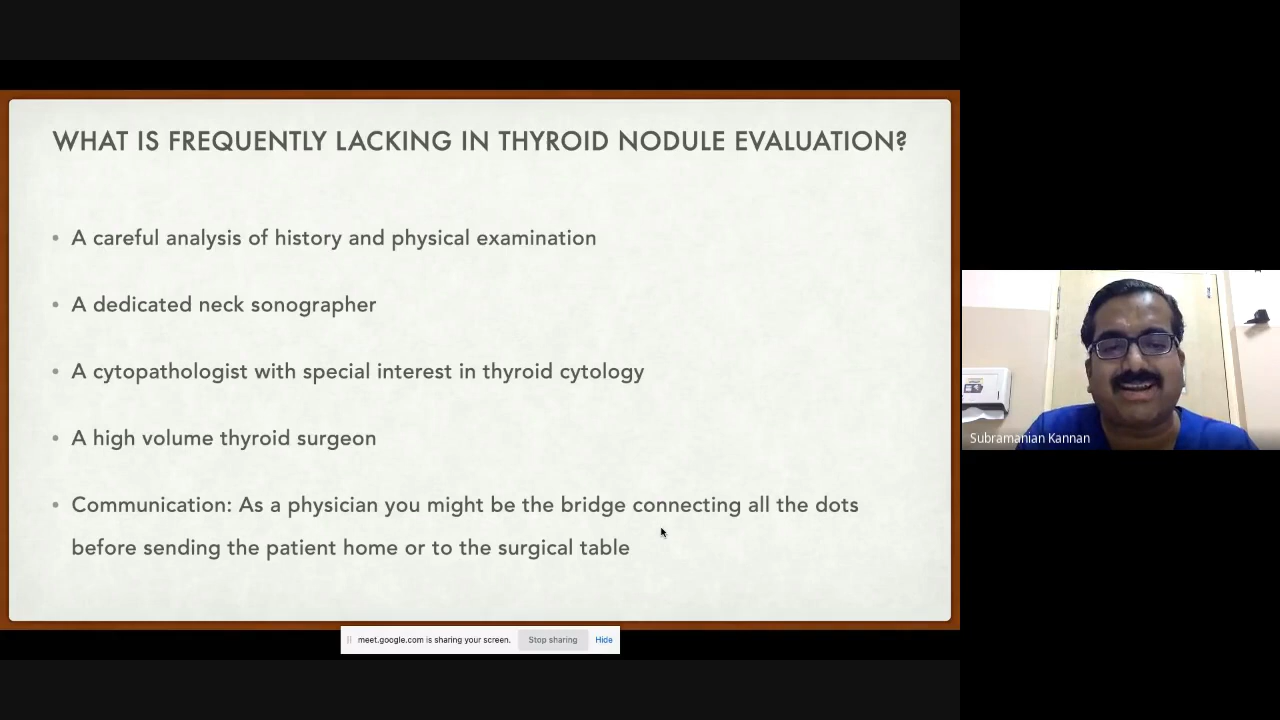 WHAT IS FREQUENTLY LACKING IN THYROID NODULE EVALUATION?
• A careful analysis of history and physical examination
• A dedicated neck sonographer
• A cytopathologist with special interest in thyroid cytology
• A high volume thyroid surgeon
• Communication: As a physician you might be the bridge connecting all the dots
before sending the patient home or to the surgical table
Subramanian Kannan
meet.google.com is sharing your screen. Stop sharing Hide